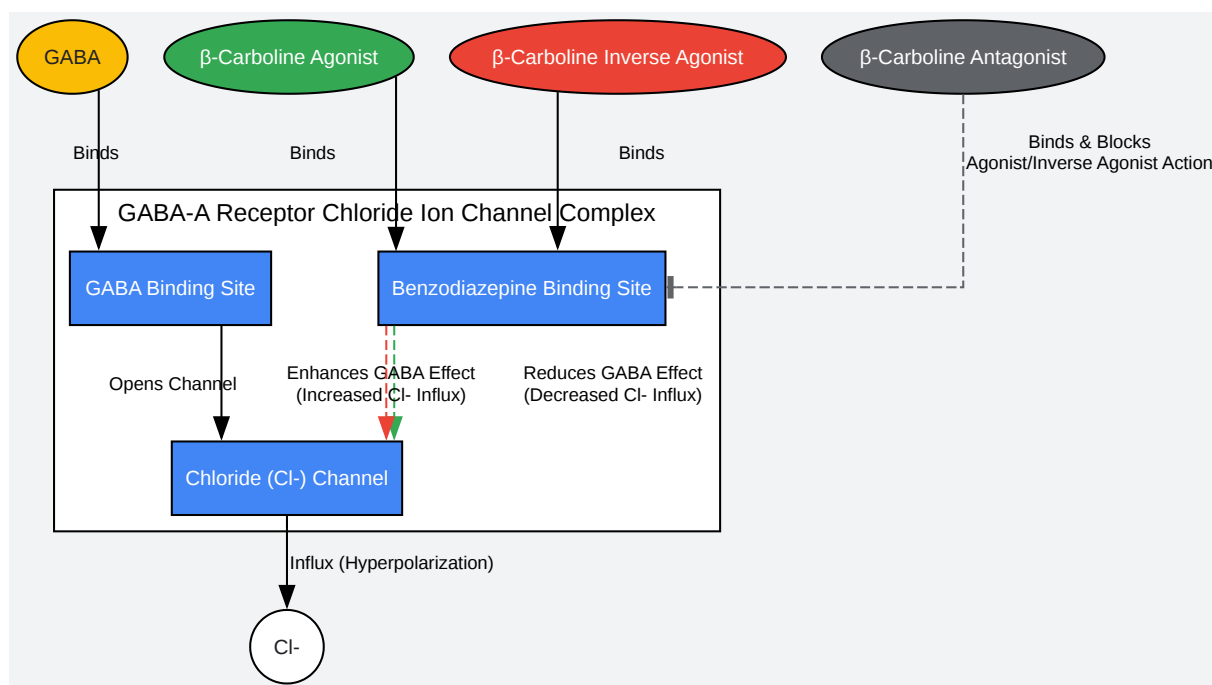 GABA
β-Carboline Agonist
β-Carboline Inverse Agonist
β-Carboline Antagonist
Binds
Binds
Binds
Binds & Blocks
Agonist/Inverse Agonist Action
GABA-A Receptor Chloride Ion Channel Complex
GABA Binding Site
Benzodiazepine Binding Site
Opens Channel
Enhances GABA Effect
(Increased Cl- Influx)
Reduces GABA Effect
(Decreased Cl- Influx)
Chloride (Cl-) Channel
Influx (Hyperpolarization)
Cl-